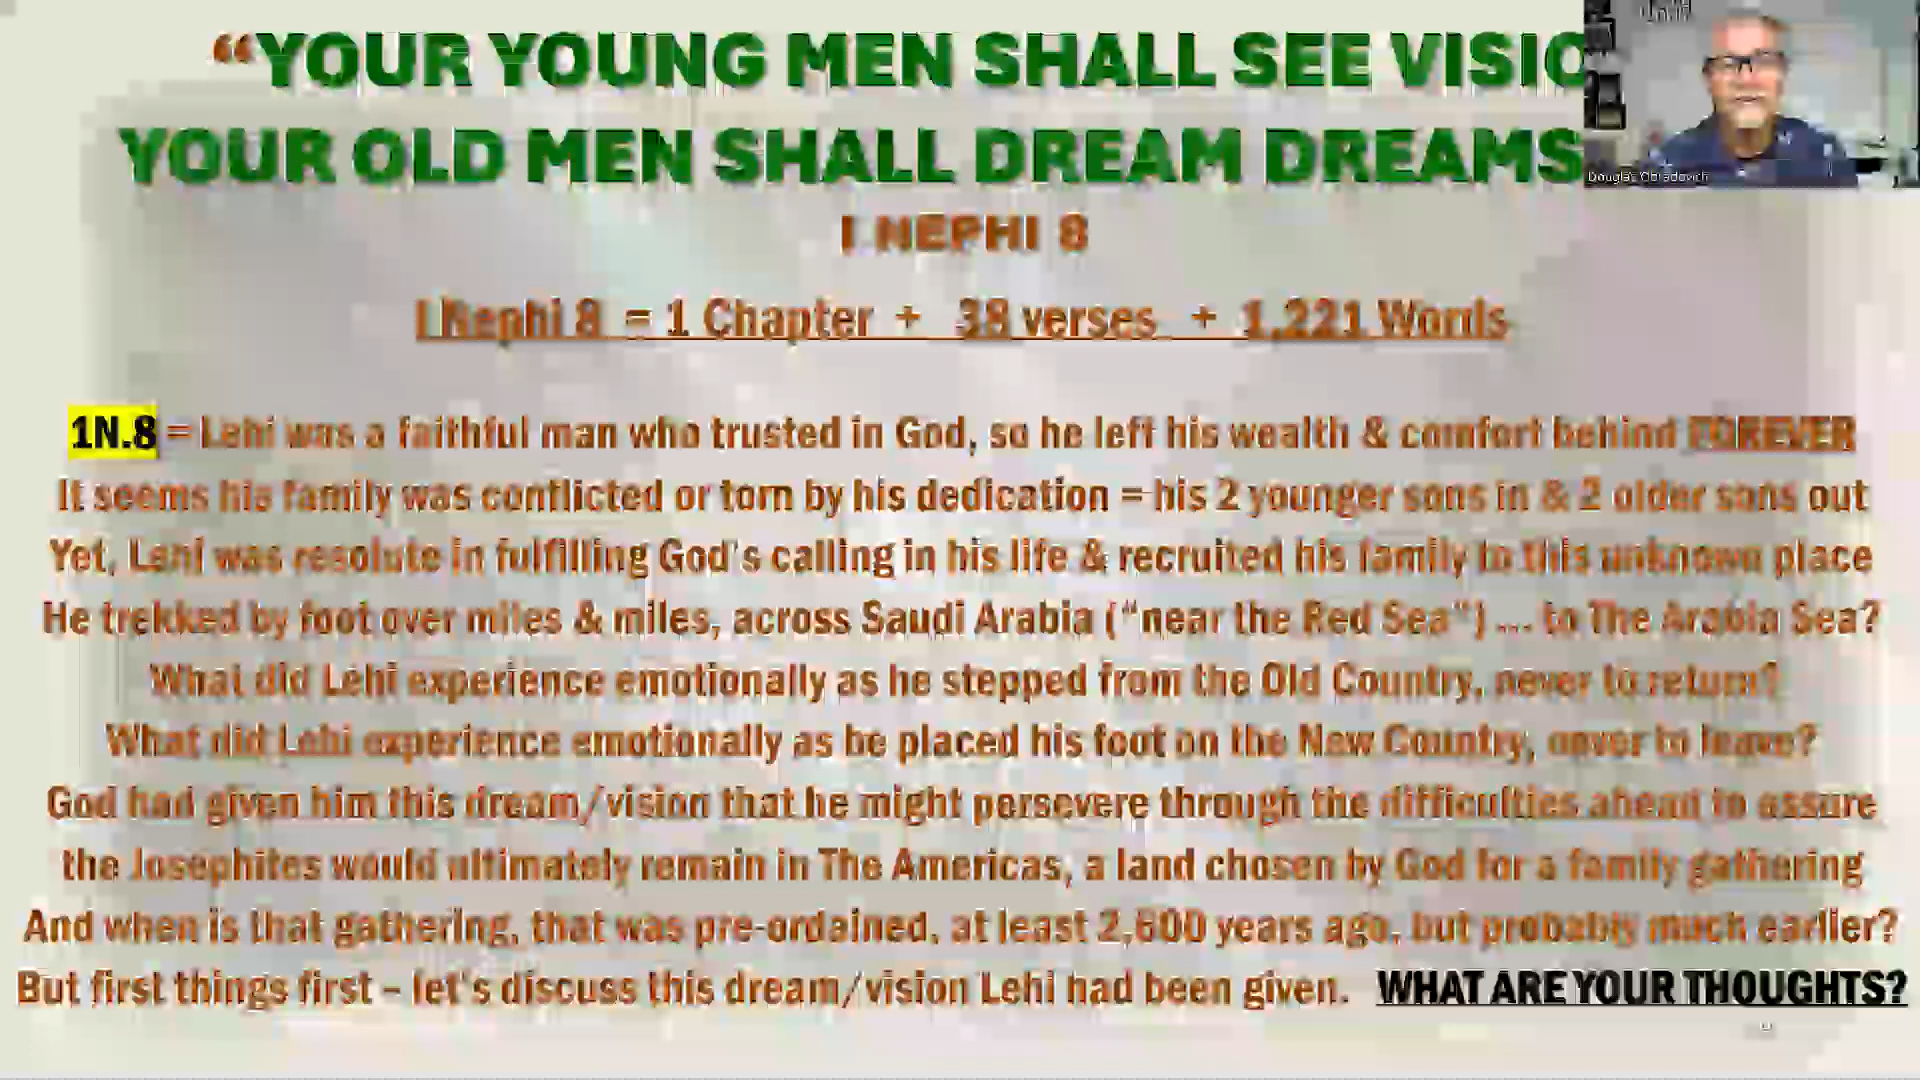 “YOUR YOUNG MEN SHALL SEE VISIO
YOUR OLD MEN SHALL DREAM DREAMS
I NEPHI 8
I Nephi 8 = 1 Chapter + 38 verses + 1,221 Words
1N.8 = Lehi was a faithful man who trusted in God, so he left his wealth & comfort behind FOREVER
It seems his family was conflicted or torn by his dedication = his 2 younger sons in & 2 older sons out
Yet, Lehi was resolute in fulfilling God's calling in his life & recruited his family to this unknown place
He trekked by foot over miles & miles, across Saudi Arabia (“near the Red Sea”) ... to The Arabia Sea?
What did Lehi experience emotionally as he stepped from the Old Country, never to return?
What did Lehi experience emotionally as he placed his foot on the New Country, never to leave?
God had given him this dream/vision that he might persevere through the difficulties ahead to assure
the Josephites would ultimately remain in The Americas, a land chosen by God for a family gathering
And when is that gathering, that was pre-ordained, at least 2,600 years ago, but probably much earlier?
But first things first – let's discuss this dream/vision Lehi had been given. WHAT ARE YOUR THOUGHTS?
Douglas Obradovich